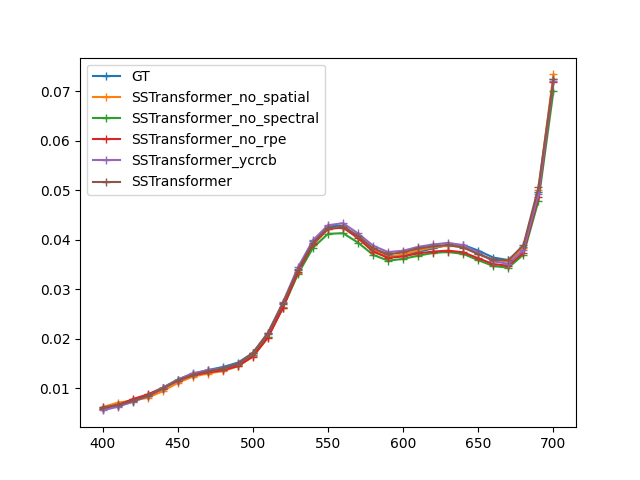 GT
SSTransformer_no_spatial
SSTransformer_no_spectral
SSTransformer_no_rpe
SSTransformer_ycrcb
SSTransformer
0.07
0.06
0.05
0.04
0.03
0.02
0.01
400 450 500 550 600 650 700